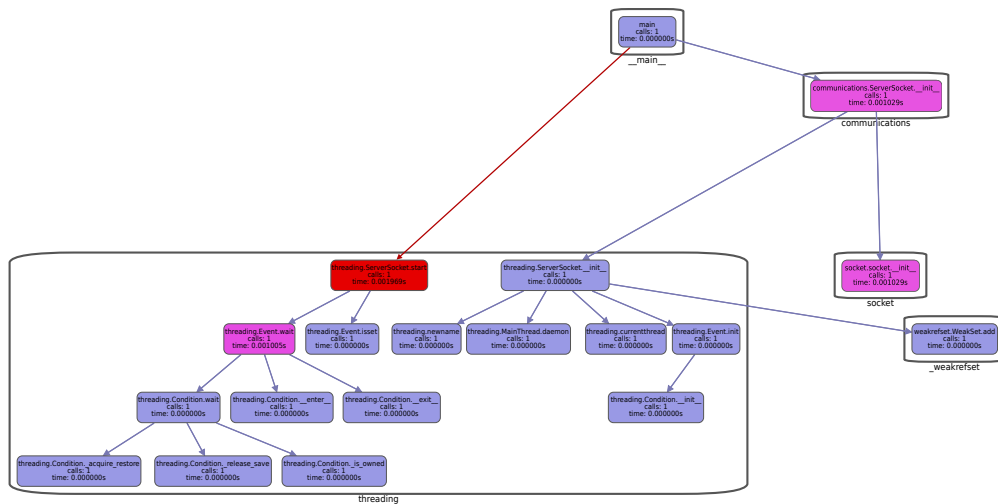 main
calls: 1
time: 0.000000s
__main__
communications.ServerSocket.__init__
calls: 1
time: 0.001029s
communications
threading.ServerSocket.start
calls: 1
threading.ServerSocket.__init__
calls: 1
time: 0.000000s
socket.socket.__init__
calls: 1
time: 0.001029s
socket
threading.Event.wait
calls: 1
time: 0.001005s
threading.Event.isset
calls: 1
time: 0.000000s
threading.newname
calls: 1
time: 0.000000s
threading.MainThread.daemon
calls: 1
time: 0.000000s
threading.currentthread
calls: 1
time: 0.000000s
threading.Event.init
calls: 1
time: 0.000000s
weakrefset.WeakSet.add
calls: 1
time: 0.000000s
_weakrefset
threading.Condition.wait
calls: 1
time: 0.000000s
threading.Condition.__enter__
calls: 1
time: 0.000000s
threading.Condition.__exit__
calls: 1
time: 0.000000s
threading.Condition.__init__
calls: 1
time: 0.000000s
threading.Condition._acquire_restore
calls: 1
time: 0.000000s
threading.Condition._release_save
calls: 1
time: 0.000000s
threading.Condition._is_owned
calls: 1
time: 0.000000s
threading